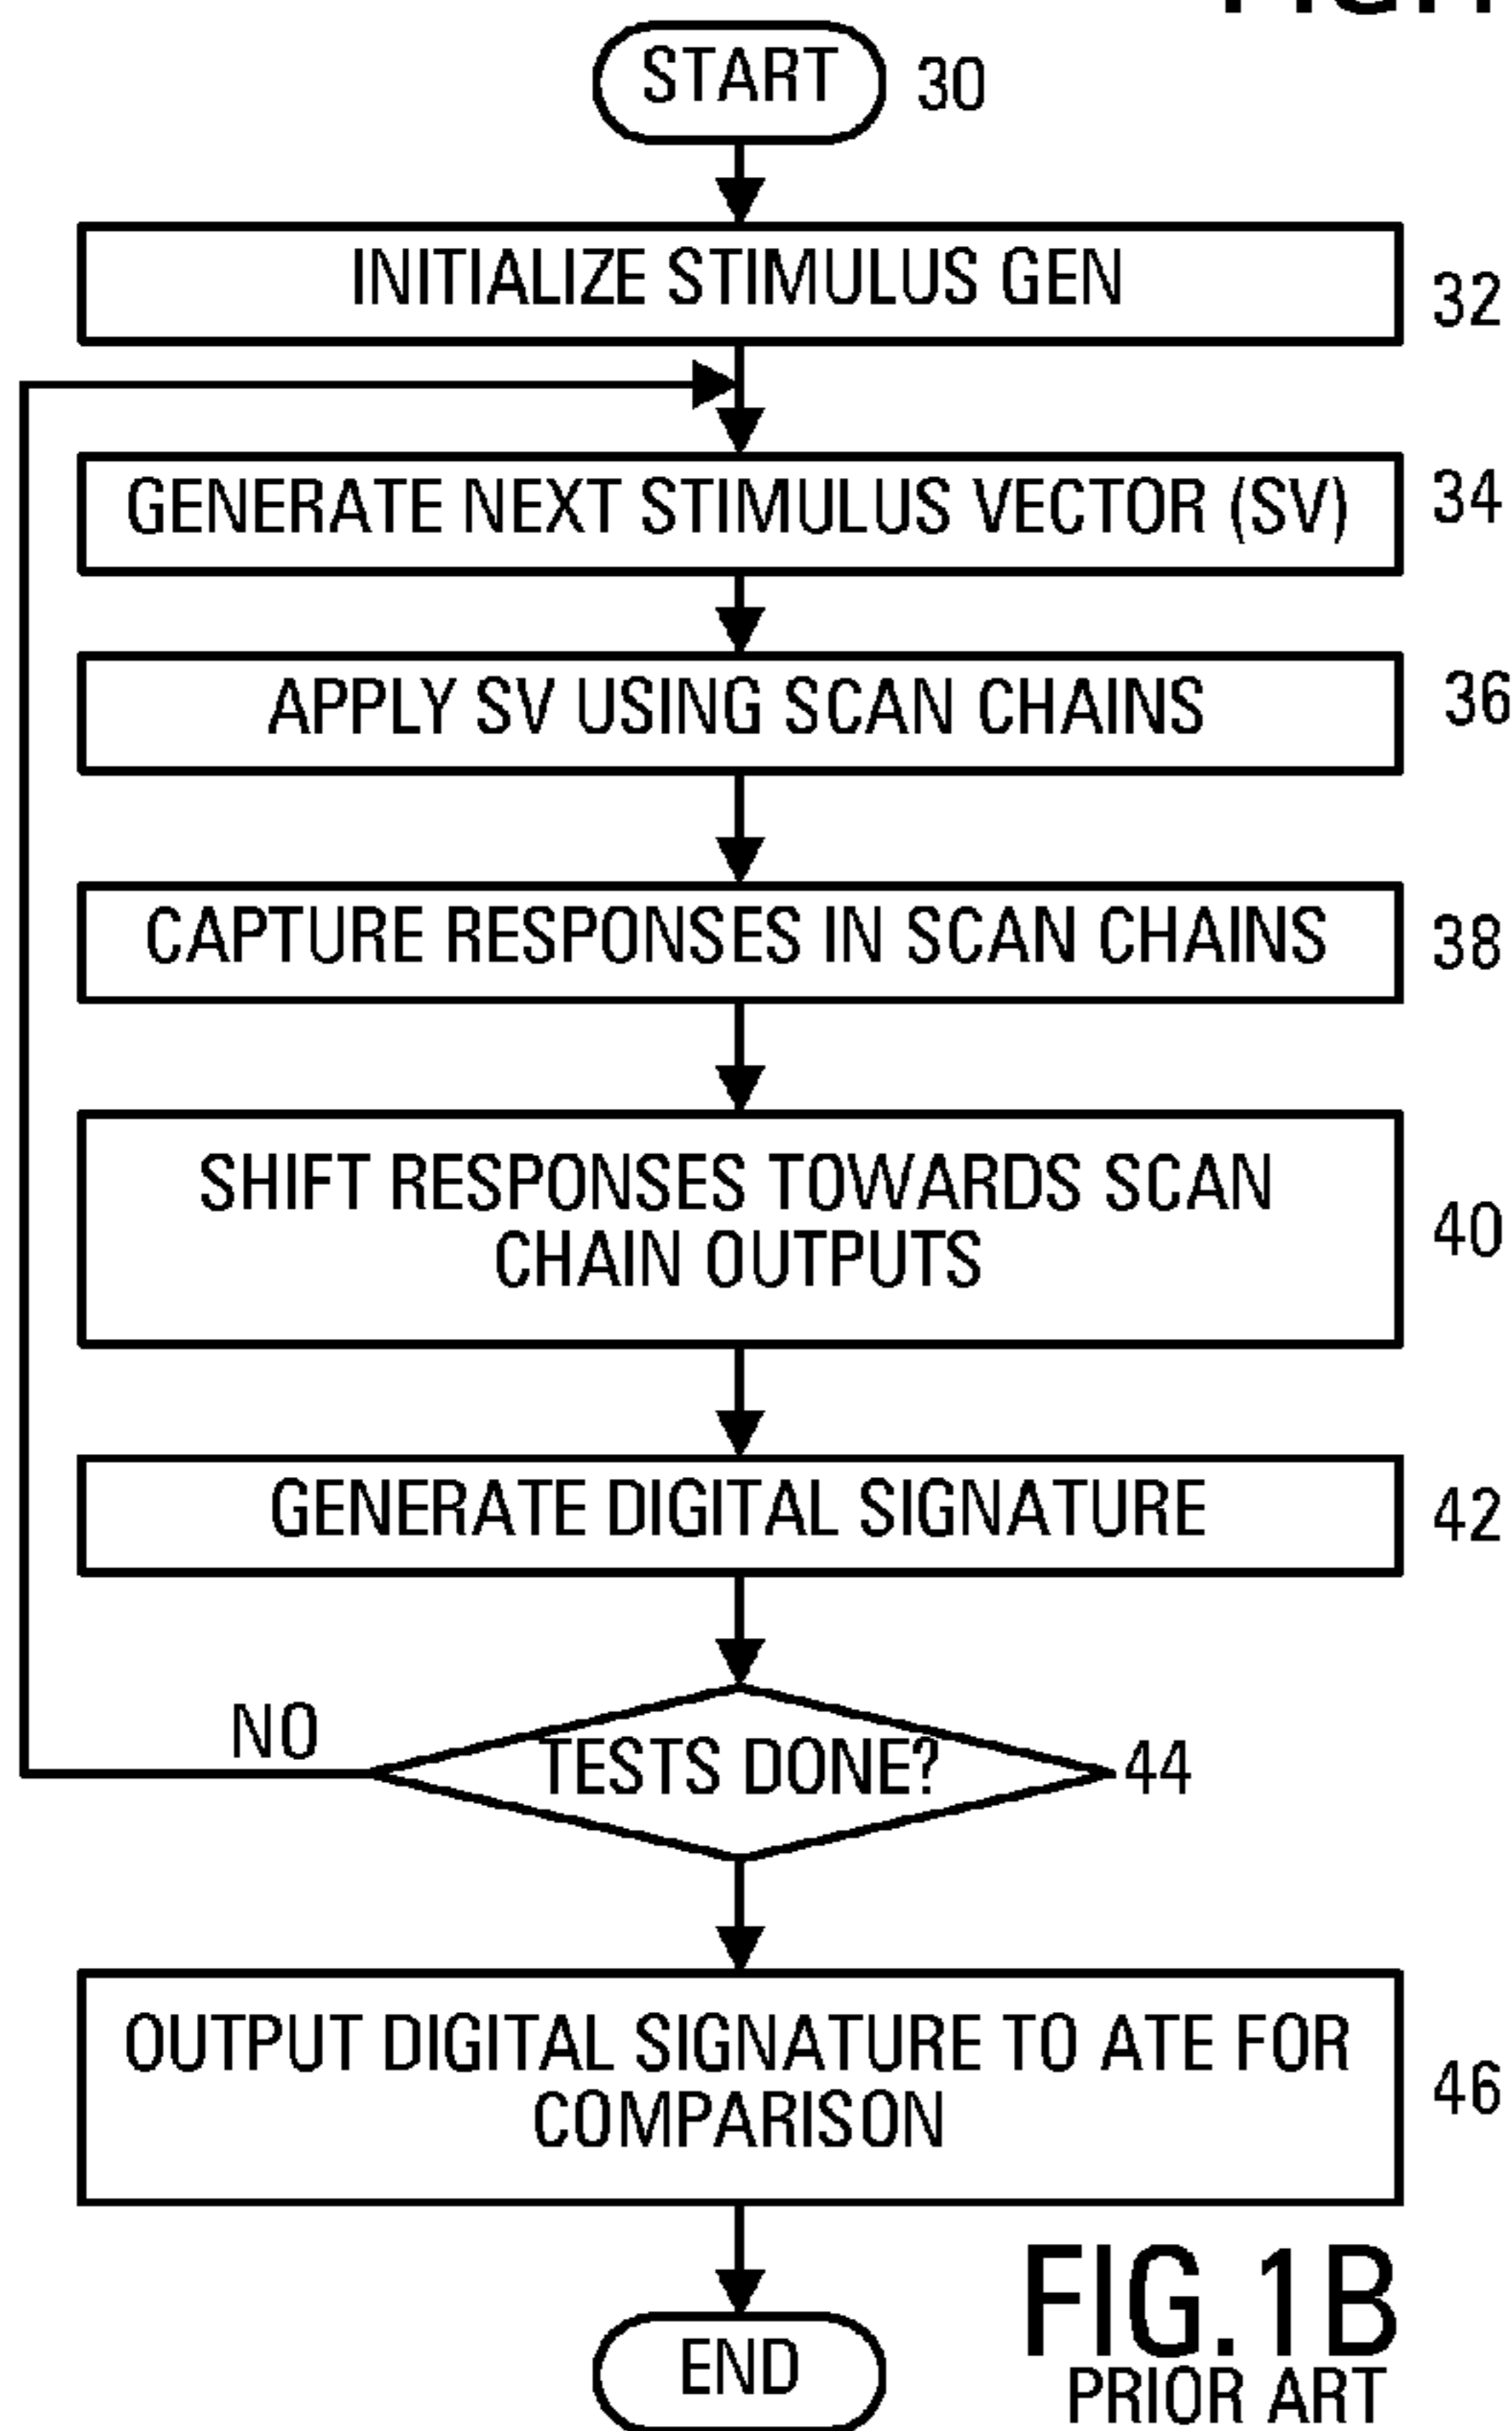 START 30
INITIALIZE STIMULUS GEN 32
GENERATE NEXT STIMULUS VECTOR (SV) 34
APPLY SV USING SCAN CHAINS 36
CAPTURE RESPONSES IN SCAN CHAINS 38
SHIFT RESPONSES TOWARDS SCAN
CHAIN OUTPUTS
40
GENERATE DIGITAL SIGNATURE 42
NO
TESTS DONE? 44
OUTPUT DIGITAL SIGNATURE TO ATE FOR
COMPARISON
46
END
FIG.1B
PRIOR ART